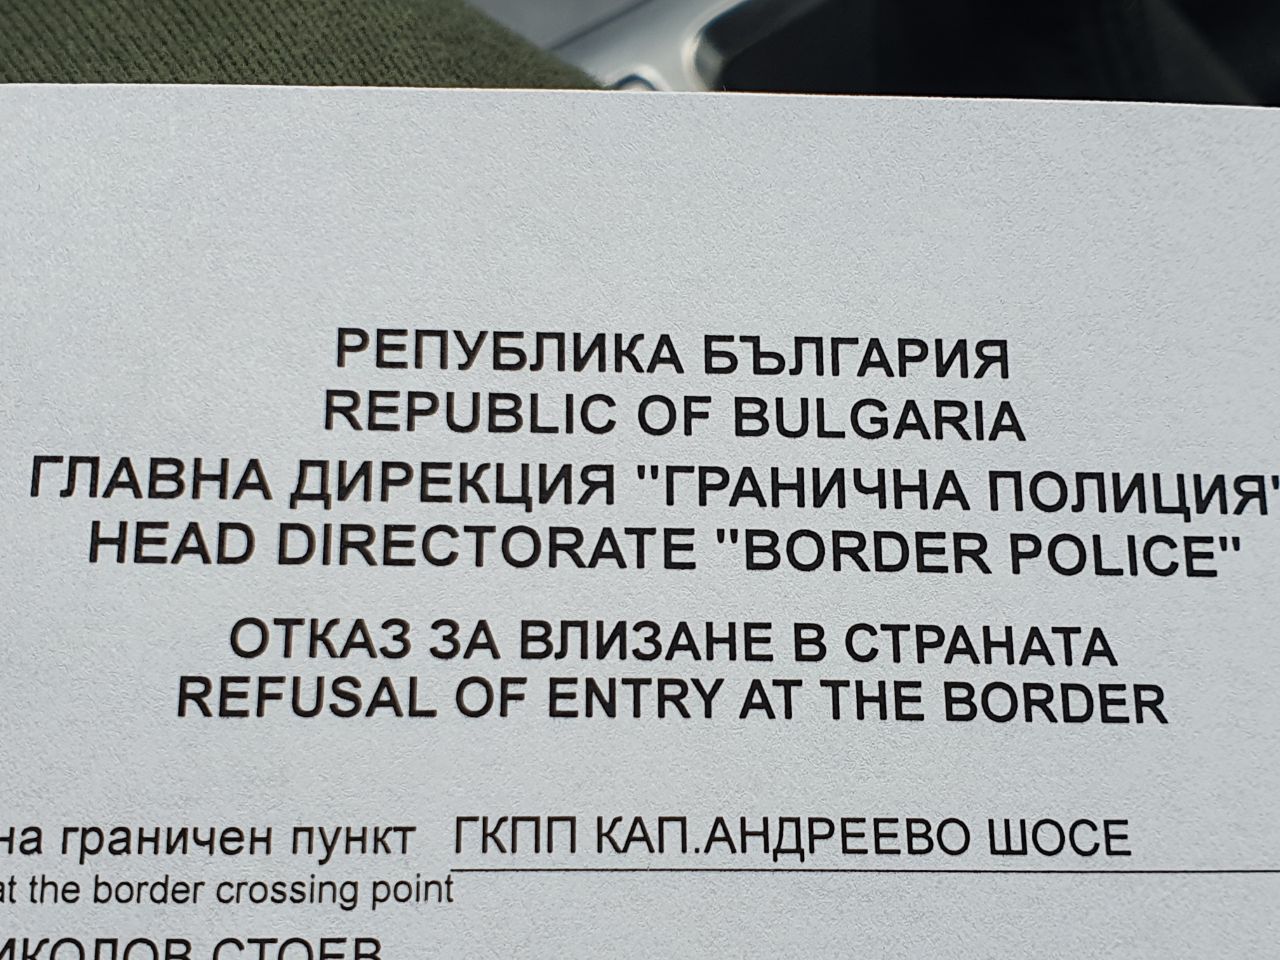 РЕПУБЛИКА БЪЛГАРИЯ
REPUBLIC OF BULGARIA
ГЛАВНА ДИРЕКЦИЯ "ГРАНИЧНА ПОЛИЦИЯ"
HEAD DIRECTORATE "BORDER POLICE"
ОТКАЗ ЗА ВЛИЗАНЕ В СТРАНАТА
REFUSAL OF ENTRY AT THE BORDER
на граничен пункт ГКПП КАП.АНДРЕЕВО ШОСЕ
at the border crossing point
СТОЕВ